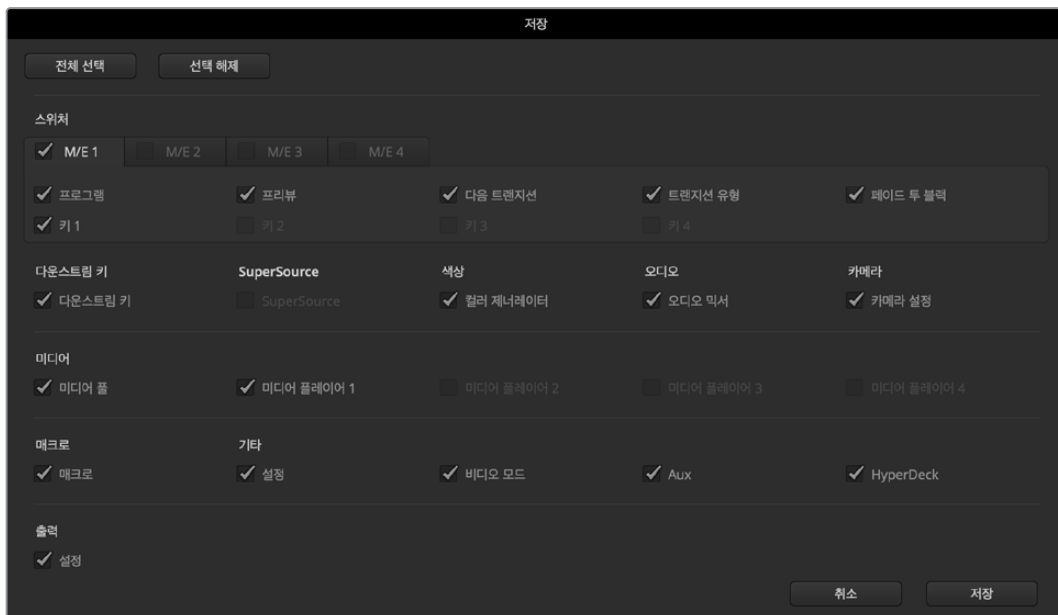 저장
전체 선택 선택 해제
스위처
M/E 1 M/E 2 M/E 3 M/E 4
프로그램 프리뷰 다음 트랜지션 트랜지션 유형 페이드 투 블랙
키 1 키 2 키 3 키 4
다운스트림 키 SuperSource 색상 오디오 카메라
다운스트림 키 SuperSource 컬러 제너레이터 오디오 믹서 카메라 설정
미디어
미디어 풀 미디어 플레이어 1 미디어 플레이어 2 미디어 플레이어 3 미디어 플레이어 4
매크로 기타
매크로 설정 비디오 모드 Aux HyperDeck
출력
설정
취소 저장